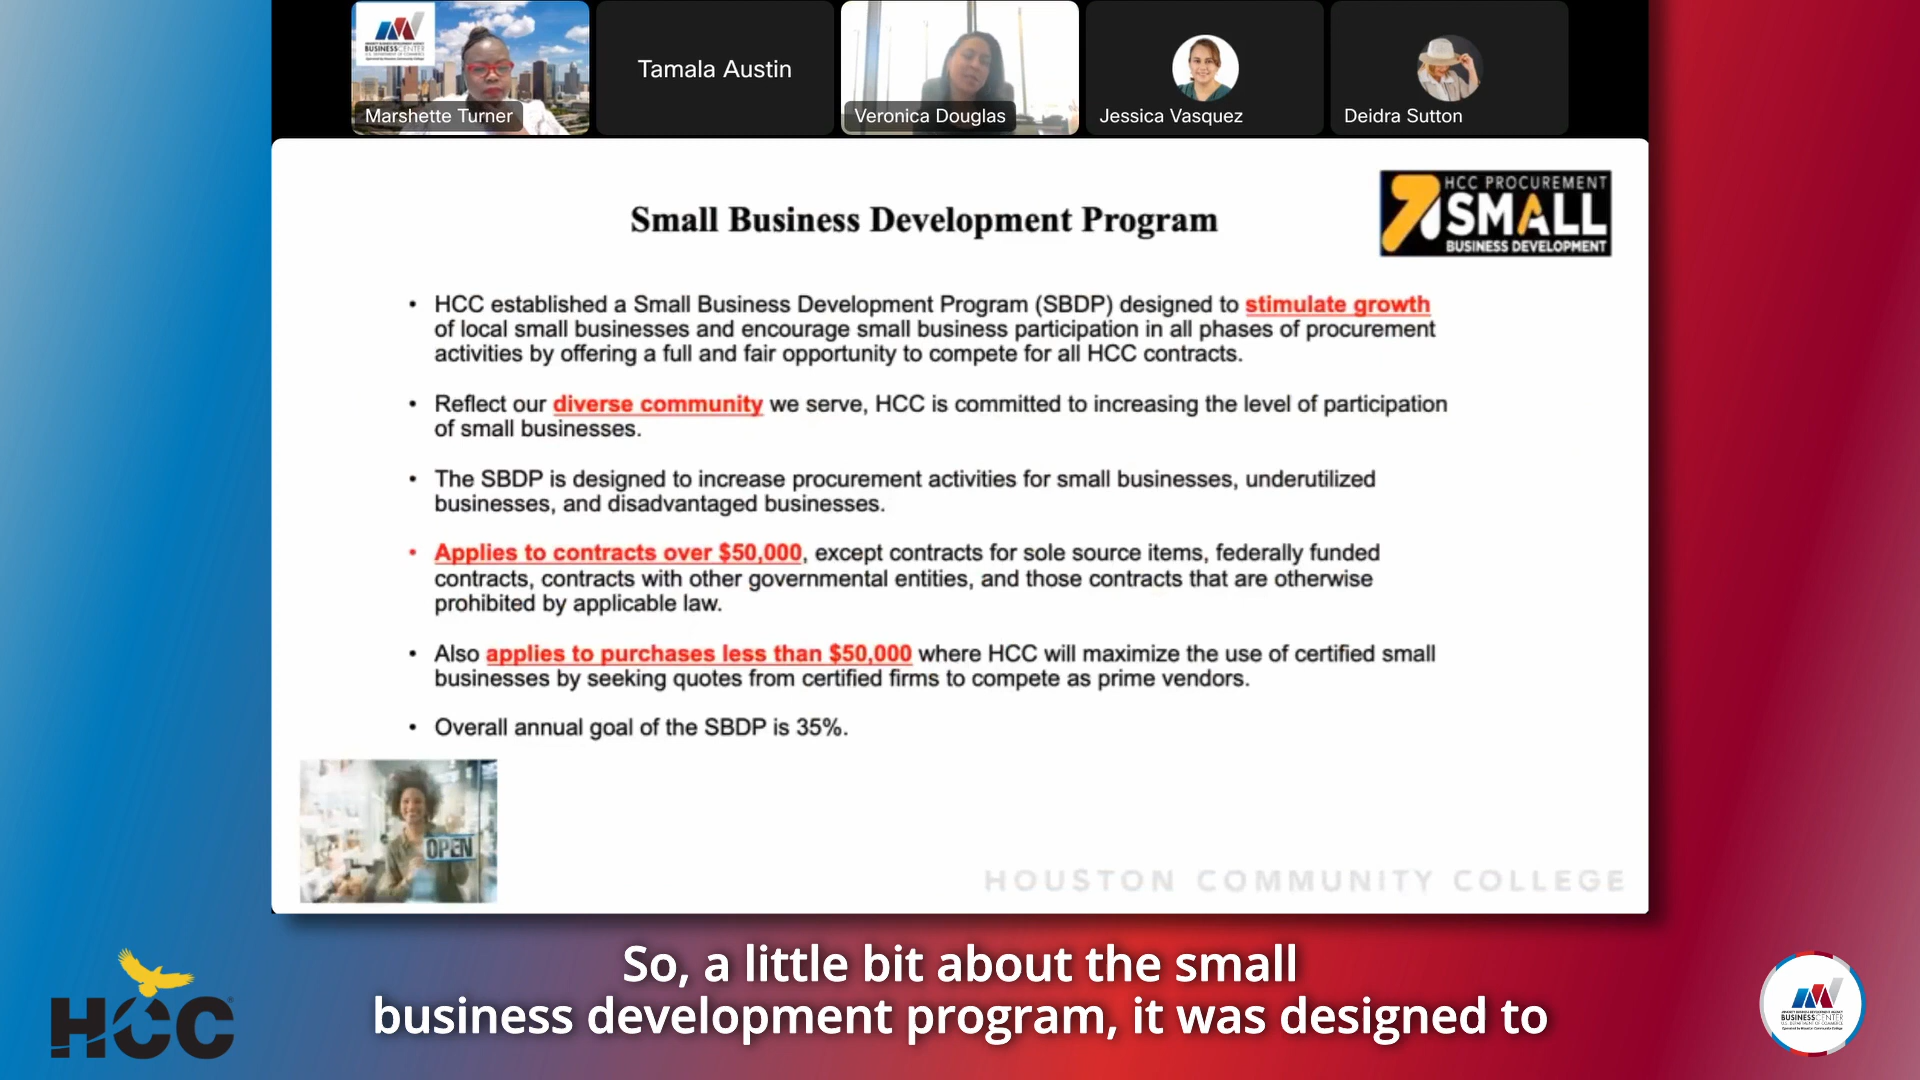 BUSINESSCENTER
Marshette Turner
Tamala Austin
Veronica Douglas
Jessica Vasquez
Deidra Sutton
HCC PROCUREMENT
SMALL
BUSINESS DEVELOPMENT
Small Business Development Program
• HCC established a Small Business Development Program (SBDP) designed to stimulate growth
of local small businesses and encourage small business participation in all phases of procurement
activities by offering a full and fair opportunity to compete for all HCC contracts.
• Reflect our diverse community we serve, HCC is committed to increasing the level of participation
of small businesses.
• The SBDP is designed to increase procurement activities for small businesses, underutilized
businesses, and disadvantaged businesses.
• Applies to contracts over $50,000, except contracts for sole source items, federally funded
contracts, contracts with other governmental entities, and those contracts that are otherwise
prohibited by applicable law.
• Also applies to purchases less than $50,000 where HCC will maximize the use of certified small
businesses by seeking quotes from certified firms to compete as prime vendors.
• Overall annual goal of the SBDP is 35%.
OPEN
HOUSTON COMMUNITY COLLEGE
So, a little bit about the small
business development program, it was designed to
HCC
BUSINESSCENTER